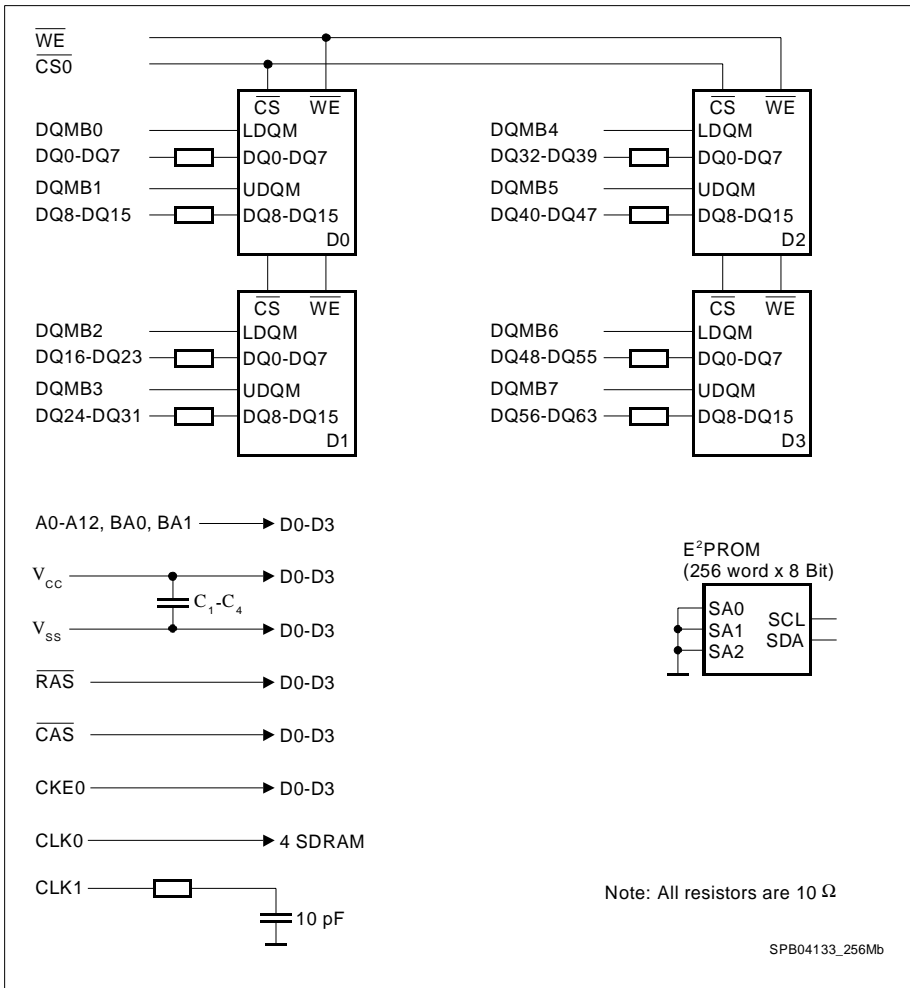 WE
CS0
CS WE
DQMB0 LDQM
DQ0-DQ7 DQ0-DQ7
DQMB1 UDQM
DQ8-DQ15 DQ8-DQ15
D0
CS WE
DQMB4 LDQM
DQ32-DQ39 DQ0-DQ7
DQMB5 UDQM
DQ40-DQ47 DQ8-DQ15
D2
CS WE
DQMB2 LDQM
DQ16-DQ23 DQ0-DQ7
DQMB3 UDQM
DQ24-DQ31 DQ8-DQ15
D1
CS WE
DQMB6 LDQM
DQ48-DQ55 DQ0-DQ7
DQMB7 UDQM
DQ56-DQ63 DQ8-DQ15
D3
A0-A12, BA0, BA1 D0-D3
VCC D0-D3
C1-C4
VSS D0-D3
RAS D0-D3
CAS D0-D3
CKE0 D0-D3
CLK0 4 SDRAM
CLK1
10 pF
E²PROM
(256 word x 8 Bit)
SA0
SA1
SA2
SCL
SDA
Note: All resistors are 10 Ω
SPB04133_256Mb